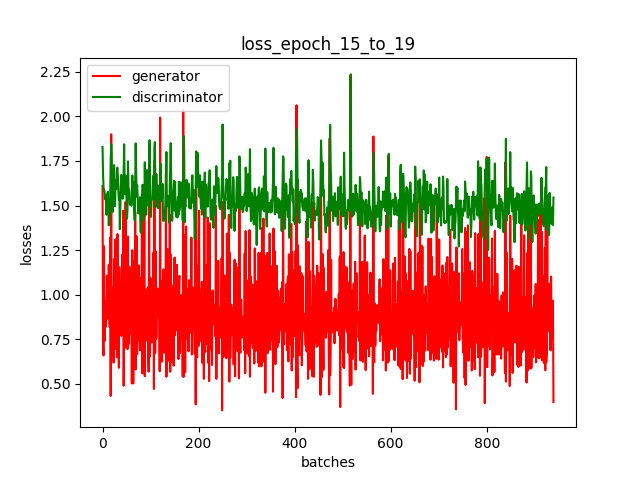 loss_epoch_15_to_19
generator
discriminator
2.25
2.00
1.75
1.50
1.25
1.00
0.75
0.50
losses
0 200 400 600 800
batches